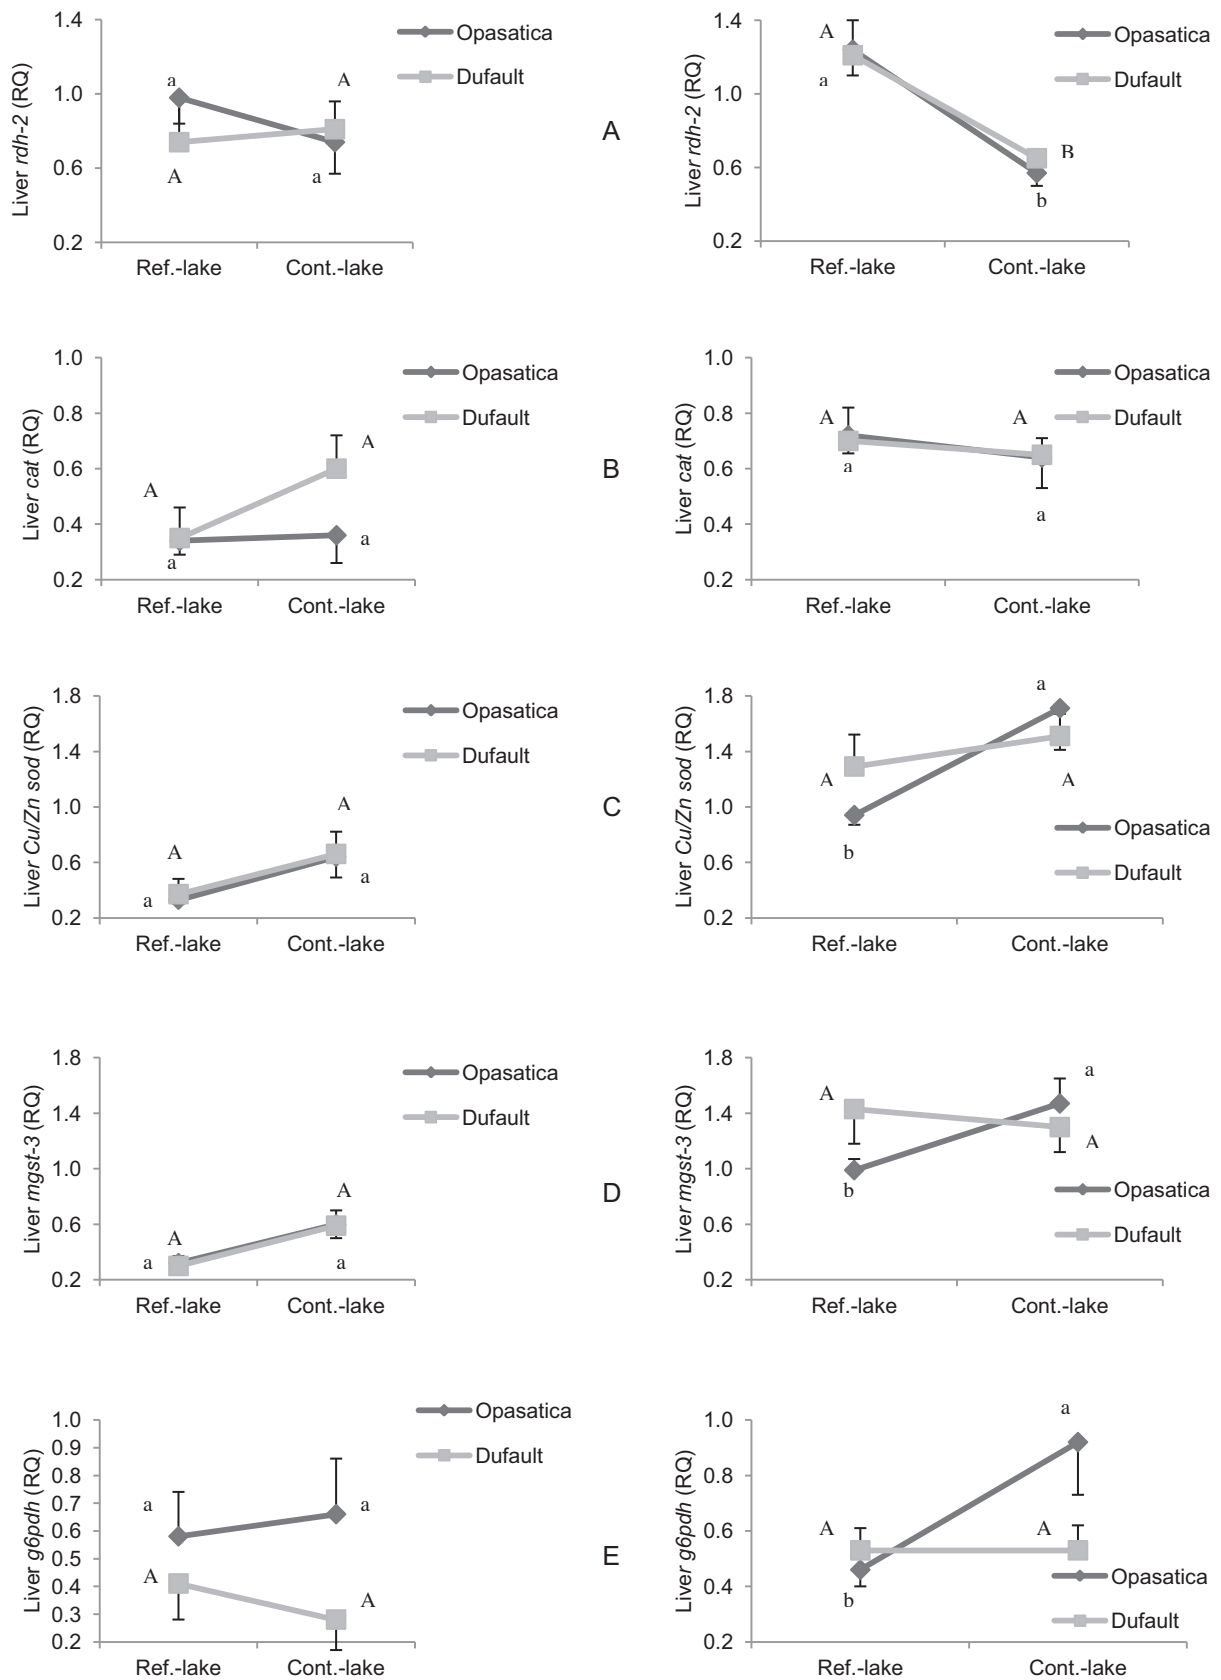 1.4
1.0
0.6
0.2
Liver rdh-2 (RQ)
Opasatica
Dufault
a
A
A
a
Ref.-lake
Cont.-lake
A
1.4
1.0
0.6
0.2
Liver rdh-2 (RQ)
Opasatica
Dufault
A
a
B
b
Ref.-lake
Cont.-lake
1.0
0.8
0.6
0.4
0.2
Liver cat (RQ)
Opasatica
Dufault
A
a
A
a
Ref.-lake
Cont.-lake
B
1.0
0.8
0.6
0.4
0.2
Liver cat (RQ)
Opasatica
Dufault
A
a
A
a
Ref.-lake
Cont.-lake
1.8
1.4
1.0
0.6
0.2
Liver Cu/Zn sod (RQ)
Opasatica
Dufault
A
a
A
a
Ref.-lake
Cont.-lake
C
1.8
1.4
1.0
0.6
0.2
Liver Cu/Zn sod (RQ)
a
A
A
b
Opasatica
Dufault
Ref.-lake
Cont.-lake
1.8
1.4
1.0
0.6
0.2
Liver mgst-3 (RQ)
Opasatica
Dufault
A
a
A
a
Ref.-lake
Cont.-lake
D
1.8
1.4
1.0
0.6
0.2
Liver mgst-3 (RQ)
a
A
A
b
Opasatica
Dufault
Ref.-lake
Cont.-lake
1.0
0.9
0.8
0.7
0.6
0.5
0.4
0.3
0.2
Liver g6pdh (RQ)
Opasatica
Dufault
a
a
A
A
Ref.-lake
Cont.-lake
E
1.0
0.8
0.6
0.4
0.2
Liver g6pdh (RQ)
a
A
A
b
Opasatica
Dufault
Ref.-lake
Cont.-lake